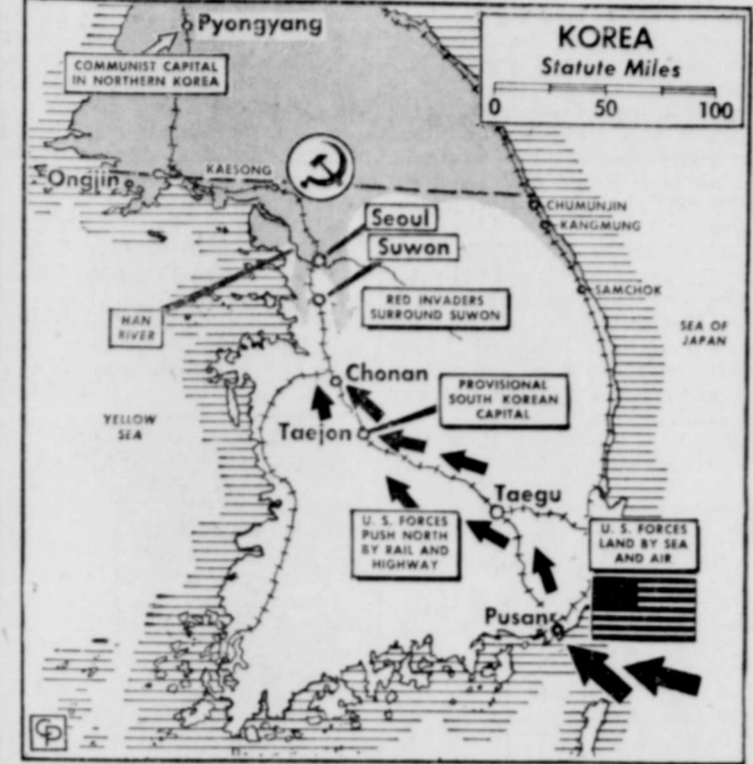 Pyongyang
COMMUNIST CAPITAL
IN NORTHERN KOREA
KOREA
Statute Miles
0 50 100
Ongjin
KAESONG
CHUMUNJIN
KANGMUNG
Seoul
Suwon
SAMCHOK
RED INVADERS
SURROUND SUWON
HAN
RIVER
SEA OF
JAPAN
Chonan
PROVISIONAL
SOUTH KOREAN
CAPITAL
YELLOW
SEA
Taejon
Taegu
U. S. FORCES
PUSH NORTH
BY RAIL AND
HIGHWAY
U. S. FORCES
LAND BY SEA
AND AIR
Pusan
CP